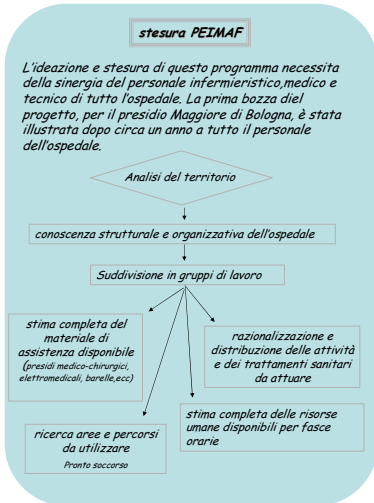 stesura PEIMAF
L'ideazione e stesura di questo programma necessita
della sinergia del personale infermieristico,medico e
tecnico di tutto l'ospedale. La prima bozza diel
progetto, per il presidio Maggiore di Bologna, è stata
illustrata dopo circa un anno a tutto il personale
dell'ospedale.
Analisi del territorio
conoscenza strutturale e organizzativa dell'ospedale
Suddivisione in gruppi di lavoro
stima completa del
materiale di
assistenza disponibile
(presidi medico-chirurgici,
elettromedicali, barelle,ecc)
razionalizzazione e
distribuzione delle attività
e dei trattamenti sanitari
da attuare
ricerca aree e percorsi
da utilizzare
Pronto soccorso
stima completa delle risorse
umane disponibili per fasce
orarie